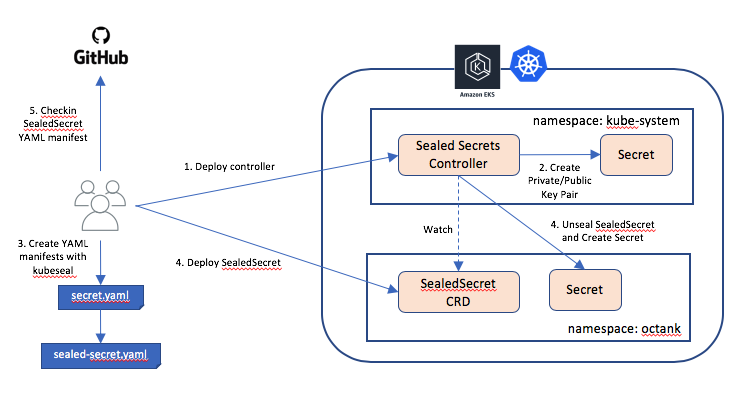 GitHub
Amazon EKS
5. Checkin
SealedSecret
YAML manifest
namespace: kube-system
Sealed Secrets
Controller
Secret
1. Deploy controller
2. Create
Private/Public
Key Pair
Watch
4. Unseal SealedSecret
and Create Secret
3. Create YAML
manifests with
kubeseal
4. Deploy SealedSecret
secret.yaml
SealedSecret
CRD
Secret
namespace: octank
sealed-secret.yaml